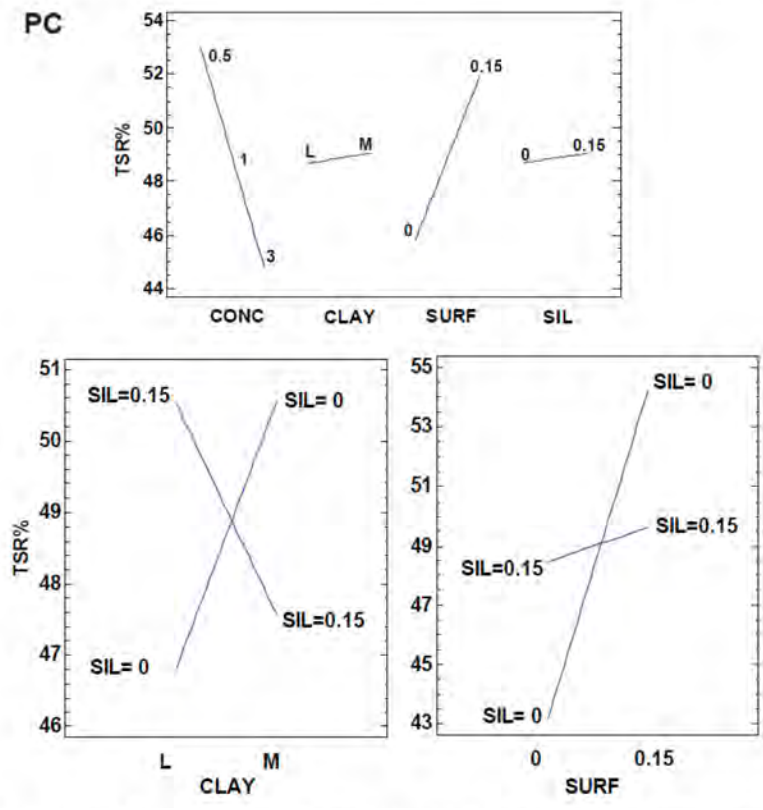 PC
54
52
50
48
46
44
TSR%
0.5
1
3
L
M
0
0.15
0
0.15
CONC CLAY SURF SIL
51
50
49
48
47
46
TSR%
SIL=0.15
SIL= 0
SIL= 0
SIL=0.15
L M
CLAY
55
53
51
49
47
45
43
SIL= 0
SIL=0.15
SIL=0.15
SIL= 0
0 0.15
SURF